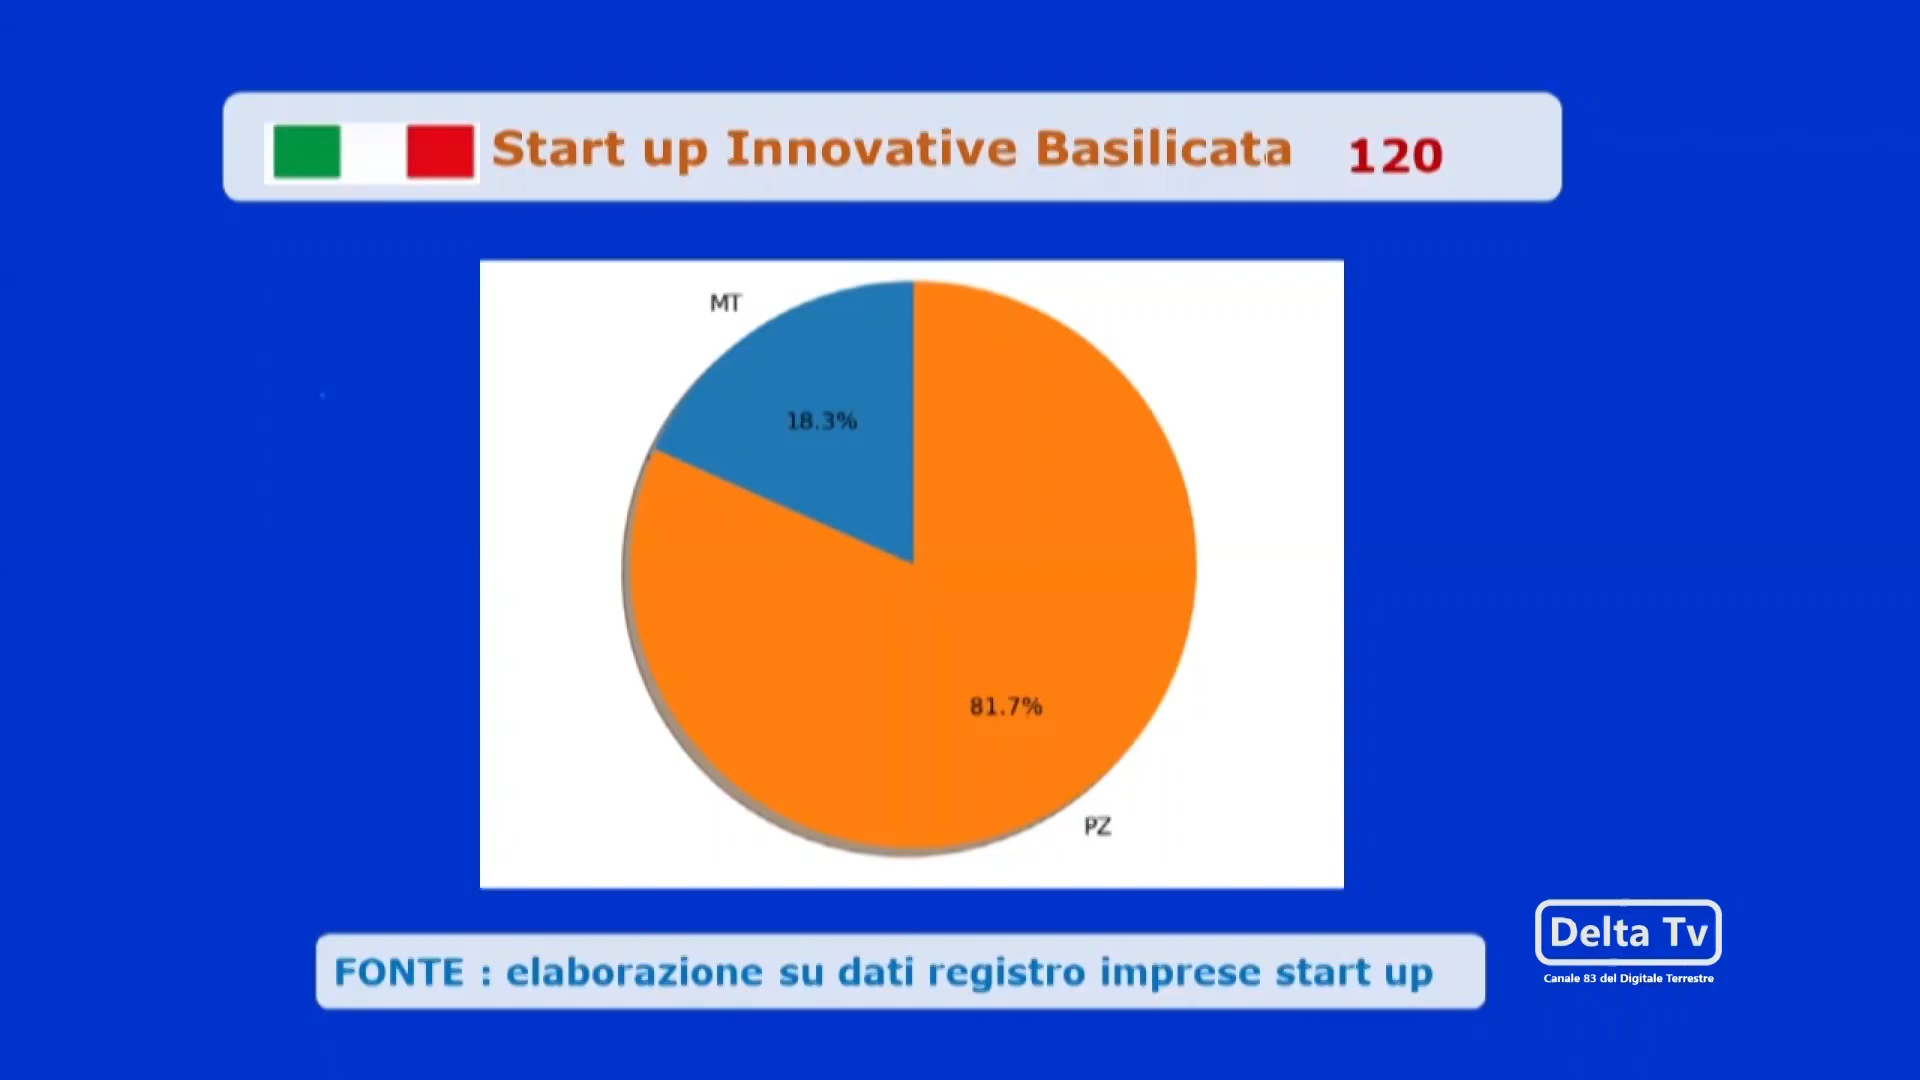 Start up Innovative Basilicata 120
MT
18.3%
81.7%
PZ
FONTE : elaborazione su dati registro imprese start up
Delta Tv
Canale 83 del Digitale Terrestre